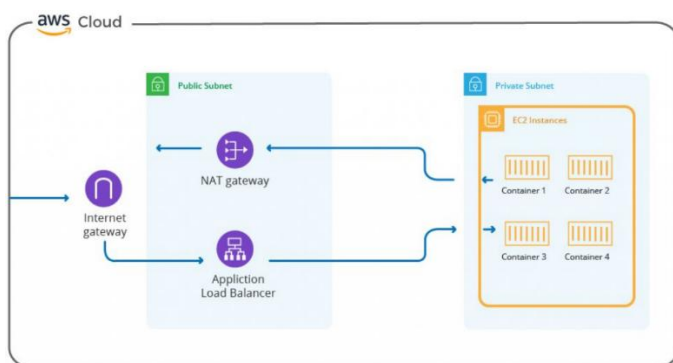 aws Cloud
Public Subnet
Private Subnet
EC2 Instances
NAT gateway
Container 1
Container 2
Internet
gateway
Container 3
Container 4
Appliction
Load Balancer